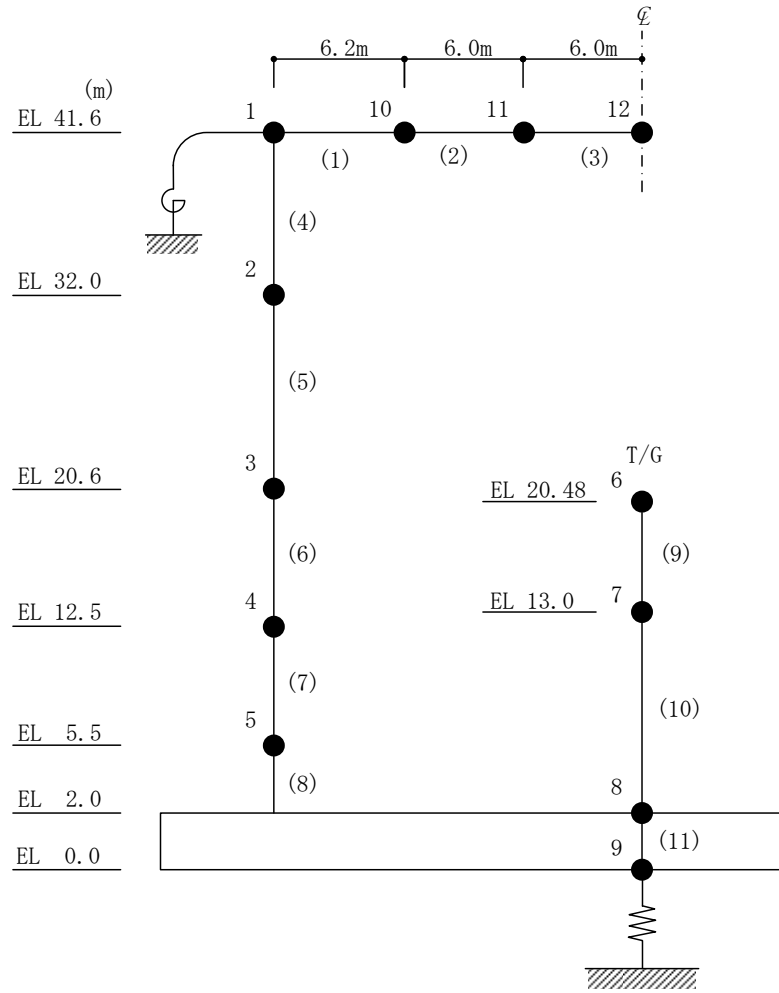 ℄
6.2m 6.0m 6.0m
(m)
EL 41.6 1 10 11 12
(1) (2) (3)
(4)
EL 32.0 2
(5)
T/G
EL 20.6 3 EL 20.48 6
(6) (9)
EL 12.5 4 EL 13.0 7
(7) (10)
EL 5.5 5
(8)
EL 2.0 8
(11)
EL 0.0 9